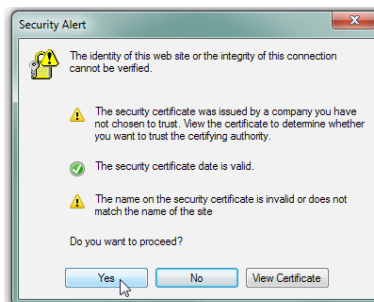 Security Alert
The identity of this web site or the integrity of this connection
cannot be verified.
The security certificate was issued by a company you have
not chosen to trust. View the certificate to determine whether
you want to trust the certifying authority.
The security certificate date is valid.
The name on the security certificate is invalid or does not
match the name of the site
Do you want to proceed?
Yes
No
View Certificate